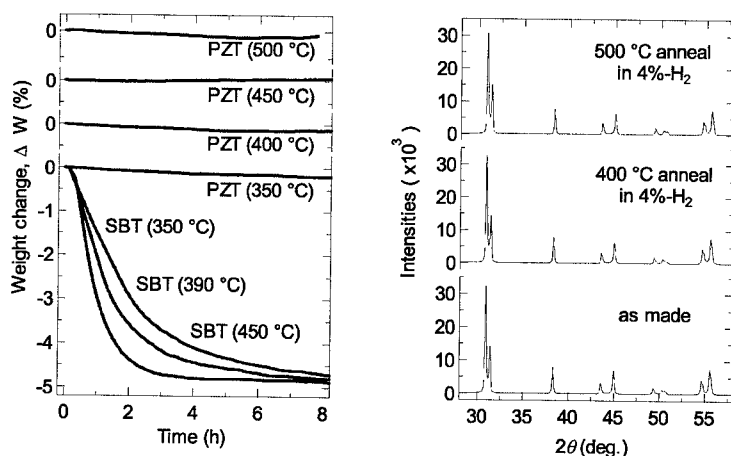 0
PZT (500 °C)
0
PZT (450 °C)
0
PZT (400 °C)
0
PZT (350 °C)
-1
SBT (350 °C)
-2
SBT (390 °C)
-3
SBT (450 °C)
-4
-5
0 2 4 6 8
Time (h)
Weight change, Δ W (%)
30
500 °C anneal
in 4%-H₂
20
10
0
30
400 °C anneal
in 4%-H₂
20
10
0
30
as made
20
10
0
30 35 40 45 50 55
2θ (deg.)
Intensities ( x10³)